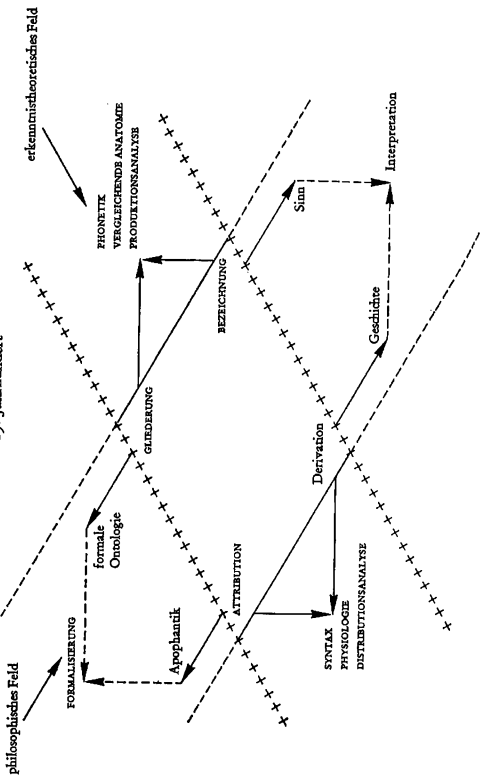 erkenntnistheoretisches Feld
philosophisches Feld
PHONETIK
VERGLEICHENDE ANATOMIE
PRODUKTIONSANALYSE
FORMALISIERUNG
formale
Ontologie
GLIEDERUNG
BEZEICHNUNG
Sinn
Apophantik
ATTRIBUTION
Derivation
Geschichte
Interpretation
SYNTAX
PHYSIOLOGIE
DISTRIBUTIONSANALYSE